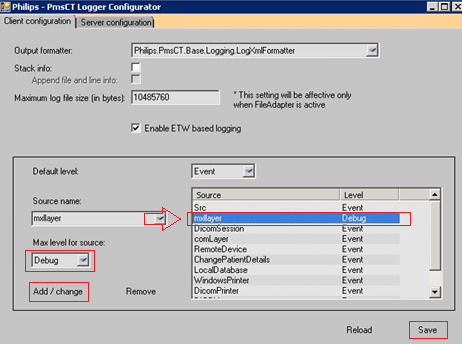 Philips - PmsCT Logger Configurator
Client configuration Server configuration
Output formatter: Philips.PmsCT.Base.Logging.LogXmlFormatter
Stack info:
Append file and line info:
Maximum log file size (in bytes): 10485760 * This setting will be affective only
when FileAdapter is active
Enable ETW based logging
Default level: Event
Source Level
Src Event
Source name:
mxllayer
mxllayer Debug
DicomSession Event
comLayer Event
Max level for source:
RemoteDevice Event
Debug
ChangePatientDetails Event
LocalDatabase Event
WindowsPrinter Event
Add / change Remove
DicomPrinter Event
Reload Save